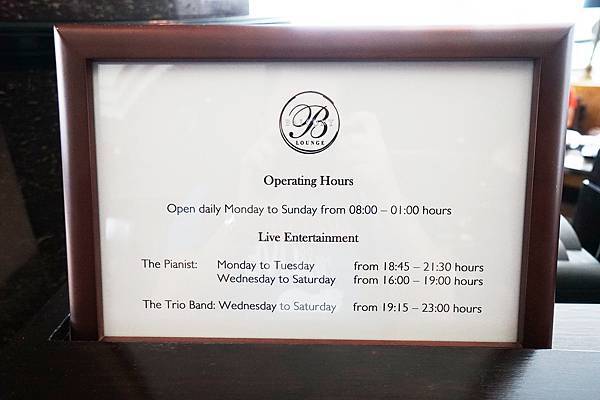 B
LOUNGE
Operating Hours
Open daily Monday to Sunday from 08:00 – 01:00 hours
Live Entertainment
The Pianist: Monday to Tuesday from 18:45 – 21:30 hours
Wednesday to Saturday from 16:00 – 19:00 hours
The Trio Band: Wednesday to Saturday from 19:15 – 23:00 hours